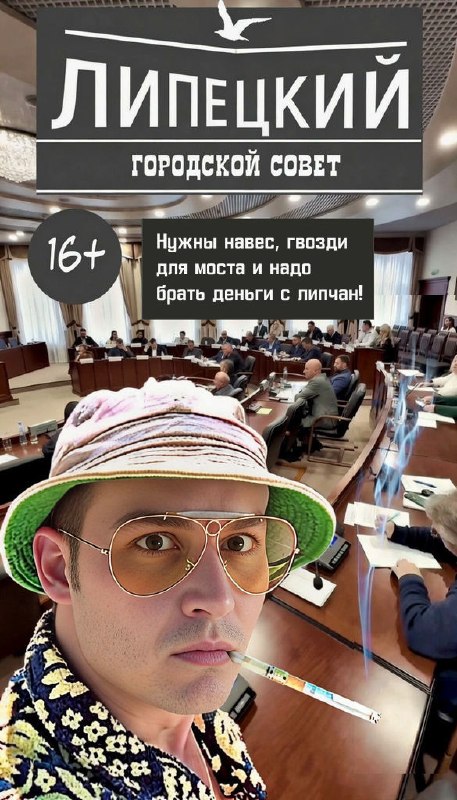 ЛИПЕЦКИЙ
ГОРОДСКОЙ СОВЕТ
16+
Нужны навес, гвозди
для моста и надо
брать деньги с липчан!